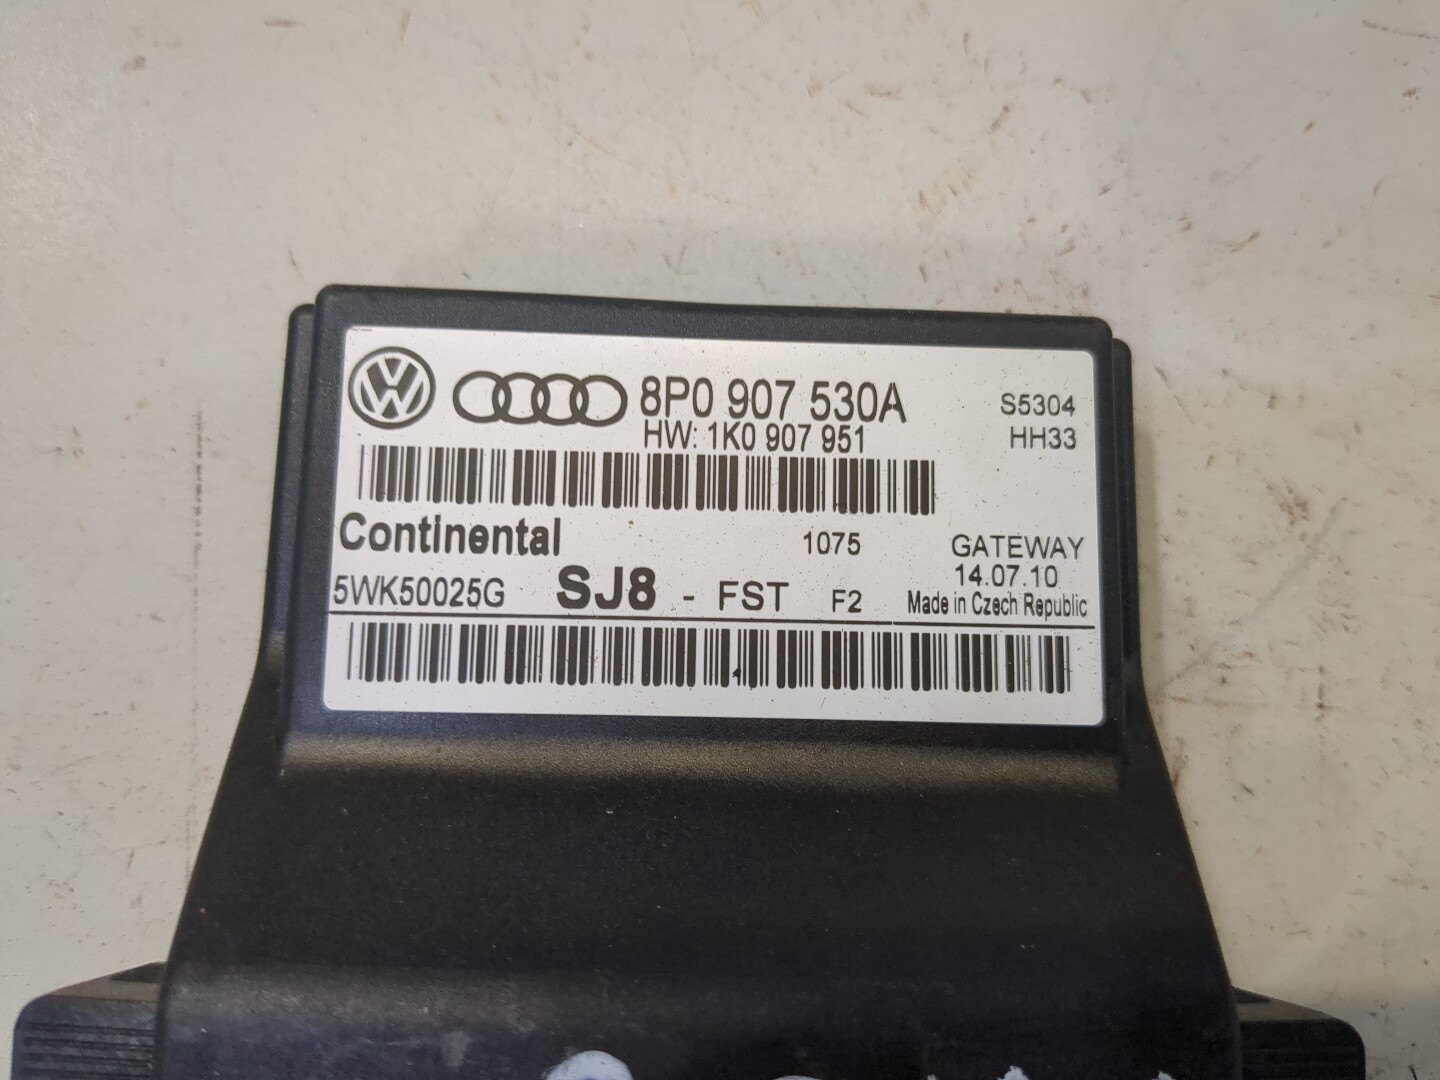 8P0 907 530A
S5304
HW: 1K0 907 951
HH33
Continental
1075
GATEWAY
14.07.10
5WK50025G SJ8 - FST F2 Made in Czech Republic